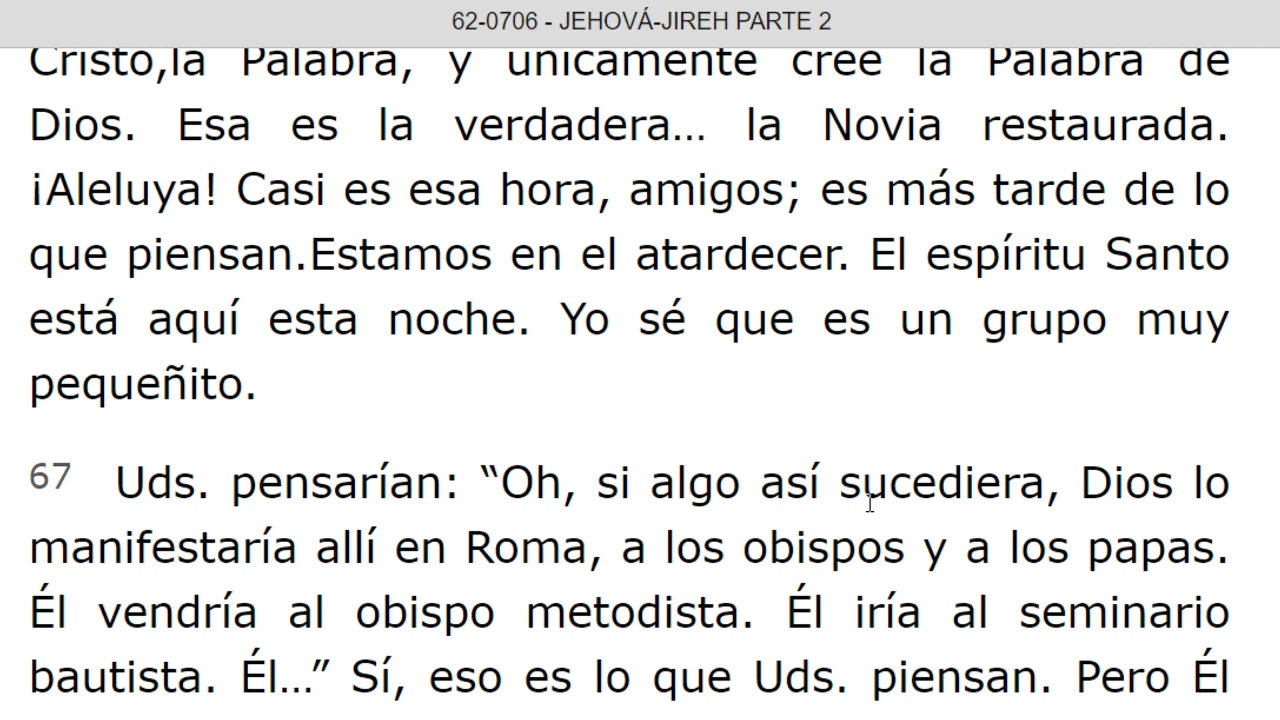 62-0706 - JEHOVÁ-JIREH PARTE 2
Cristo,la Palabra, y únicamente cree la Palabra de
Dios. Esa es la verdadera... la Novia restaurada.
¡Aleluya! Casi es esa hora, amigos; es más tarde de lo
que piensan.Estamos en el atardecer. El espíritu Santo
está aquí esta noche. Yo sé que es un grupo muy
pequeñito.
67 Uds. pensarían: “Oh, si algo así sucediera, Dios lo
manifestaría allí en Roma, a los obispos y a los papas.
Él vendría al obispo metodista. Él iría al seminario
bautista. Él...” Sí, eso es lo que Uds. piensan. Pero Él